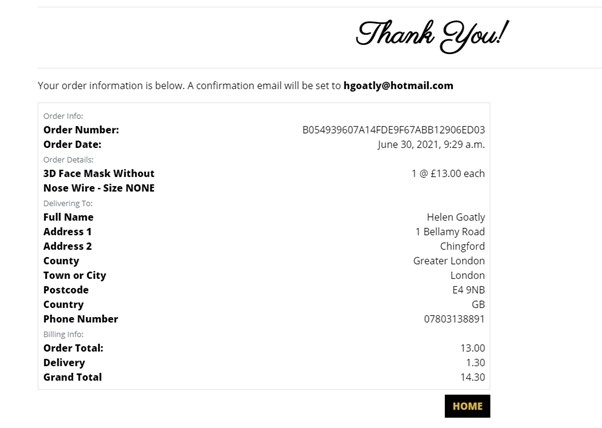 Thank You!
Your order information is below. A confirmation email will be set to hgoatly@hotmail.com
Order Info:
Order Number: B054939607A14FDE9F67ABB12906ED03
Order Date: June 30, 2021, 9:29 a.m.
Order Details:
3D Face Mask Without 1 @ £13.00 each
Nose Wire - Size NONE
Delivering To:
Full Name Helen Goatly
Address 1 1 Bellamy Road
Address 2 Chingford
County Greater London
Town or City London
Postcode E4 9NB
Country GB
Phone Number 07803138891
Billing Info:
Order Total: 13.00
Delivery 1.30
Grand Total 14.30
HOME